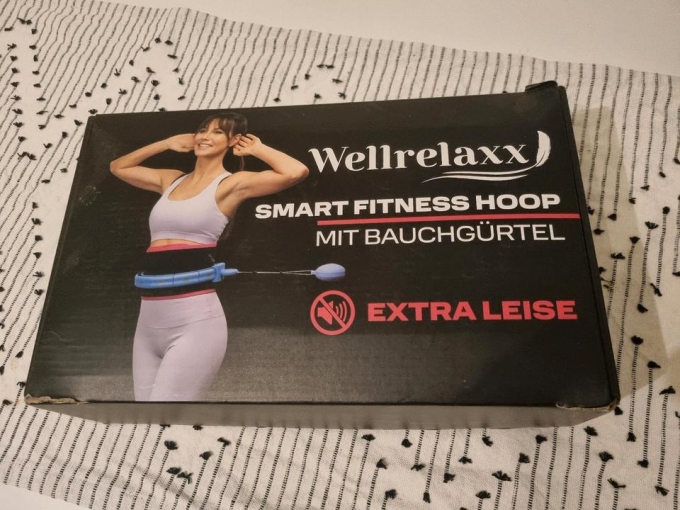 Wellrelaxx
SMART FITNESS HOOP
MIT BAUCHGÜRTEL
EXTRA LEISE